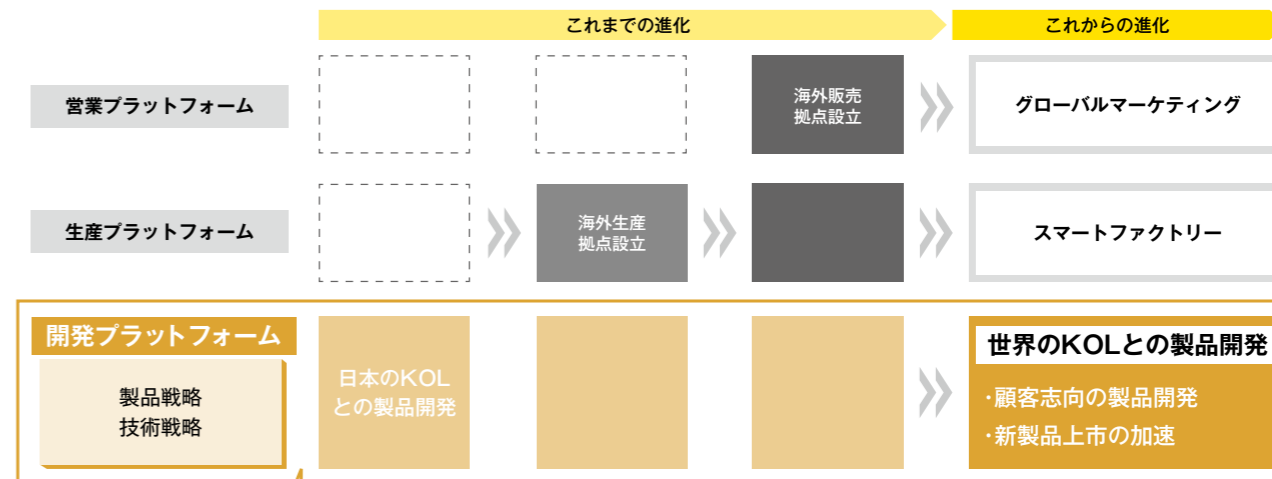 これまでの進化
これからの進化
営業プラットフォーム
海外販売
拠点設立
グローバルマーケティング
生産プラットフォーム
海外生産
拠点設立
スマートファクトリー
開発プラットフォーム
製品戦略
技術戦略
日本のKOL
との製品開発
世界のKOLとの製品開発
・顧客志向の製品開発
・新製品上市の加速